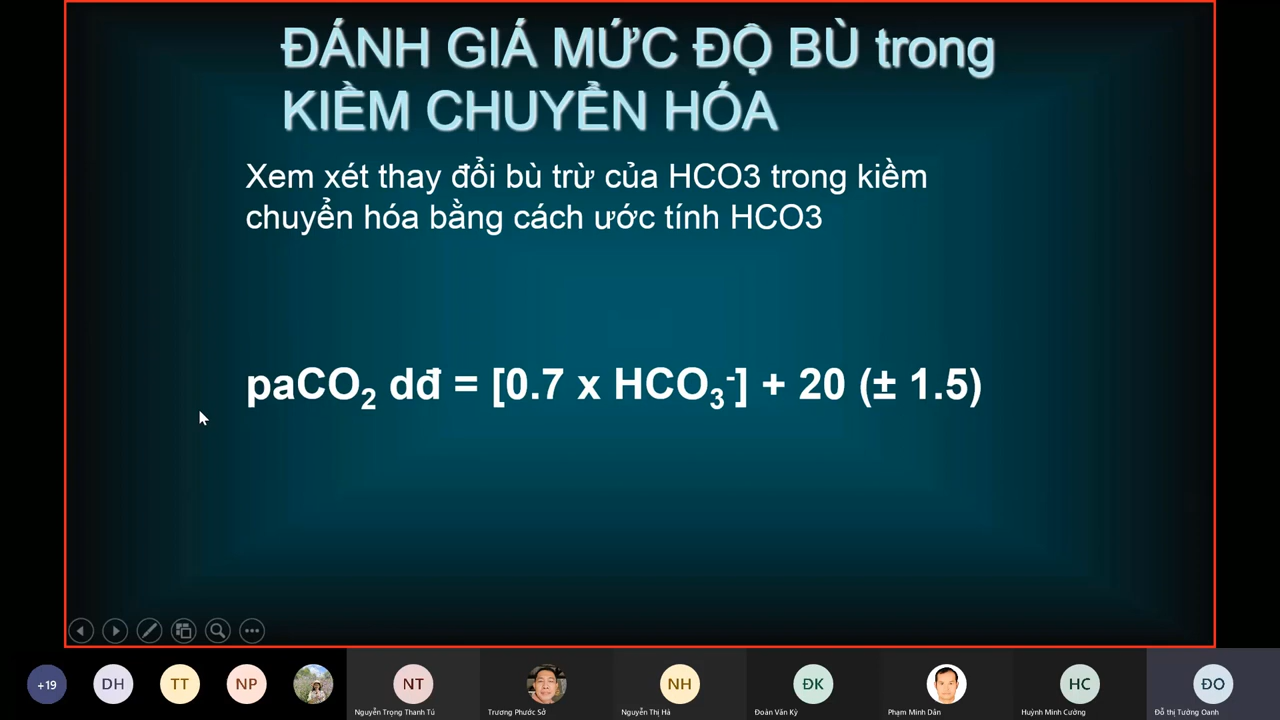 ĐÁNH GIÁ MỨC ĐỘ BÙ trong
KIỀM CHUYỂN HÓA
Xem xét thay đổi bù trừ của HCO3 trong kiềm
chuyển hóa bằng cách ước tính HCO3
paCO₂ dđ = [0.7 x HCO₃⁻] + 20 (± 1.5)
+19
DH
TT
NP
NT
NH
ĐK
HC
ĐO
Nguyễn Trọng Thanh Tú
Trương Phước Sở
Nguyễn Thị Hà
Đoàn Văn Kỳ
Phạm Minh Dân
Huỳnh Minh Cường
Đỗ thị Tường Oanh